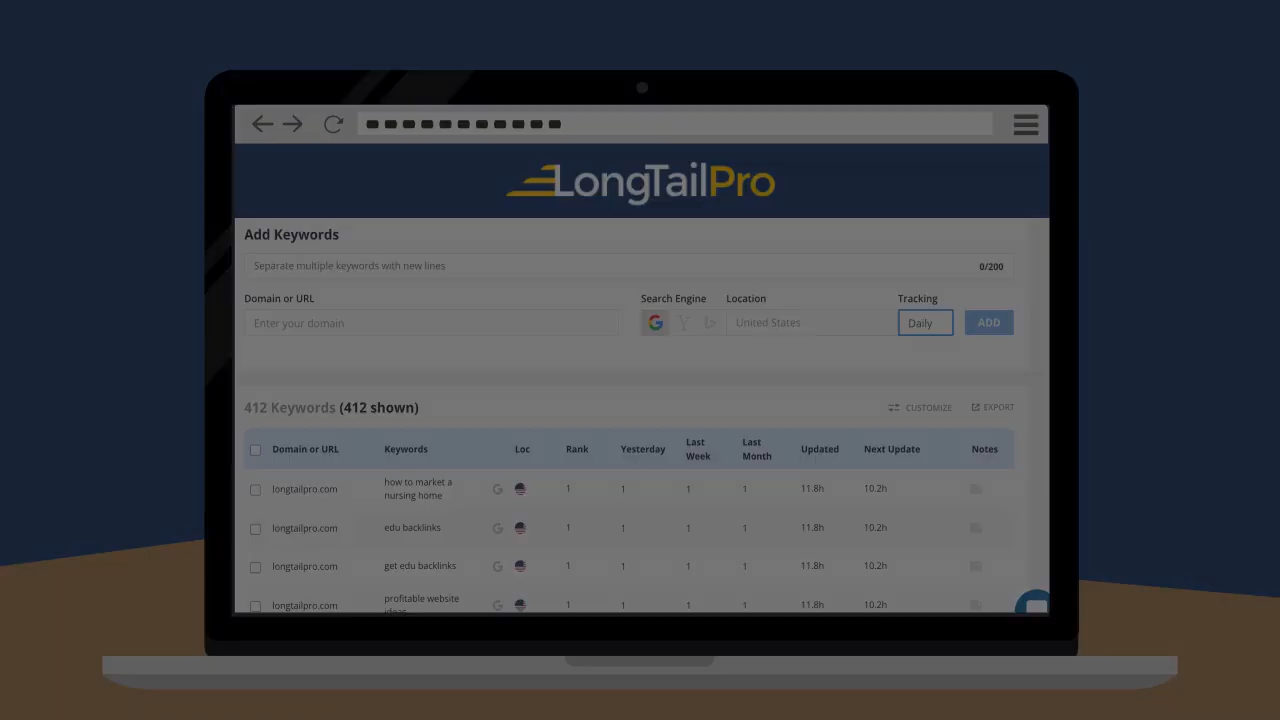 LongTailPro
Add Keywords
Separate multiple keywords with new lines 0/200
Domain or URL Search Engine Location Tracking
Enter your domain G Y b United States Daily ADD
412 Keywords (412 shown) CUSTOMIZE EXPORT
Domain or URL Keywords Loc Rank Yesterday Last Week Last Month Updated Next Update Notes
longtailpro.com how to market a nursing home G 1 1 1 1 11.8h 10.2h
longtailpro.com edu backlinks G 1 1 1 1 11.8h 10.2h
longtailpro.com get edu backlinks G 1 1 1 1 11.8h 10.2h
longtailpro.com profitable website ideas G 1 1 1 1 11.8h 10.2h